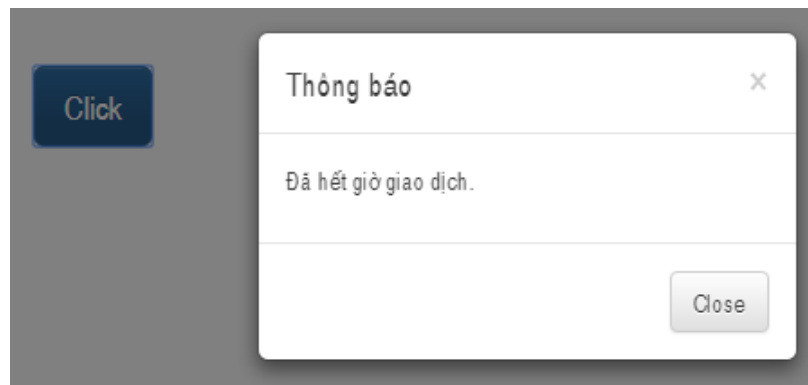 Click
Thông báo
×
Đã hết giờ giao dịch.
Close